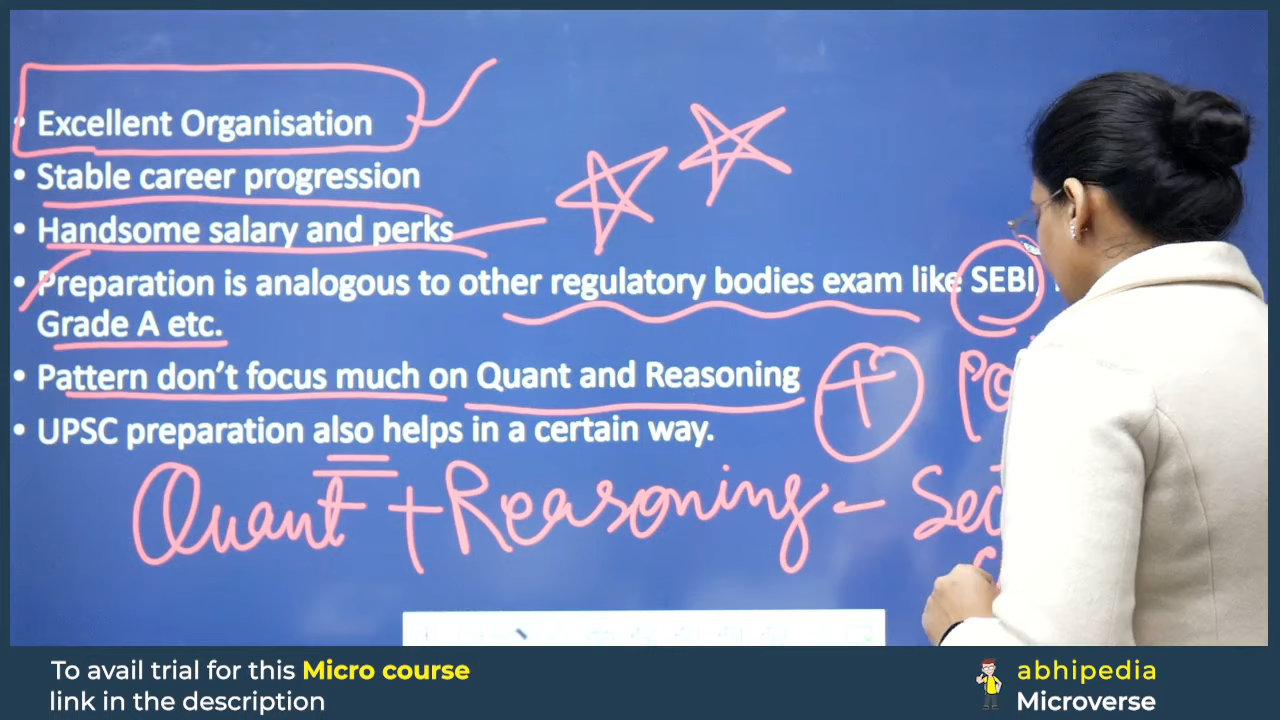 • Excellent Organisation
• Stable career progression
• Handsome salary and perks
• Preparation is analogous to other regulatory bodies exam like SEBI,
Grade A etc.
• Pattern don't focus much on Quant and Reasoning
• UPSC preparation also helps in a certain way.
Quant + Reasoning –
To avail trial for this Micro course
link in the description
abhipedia
Microverse